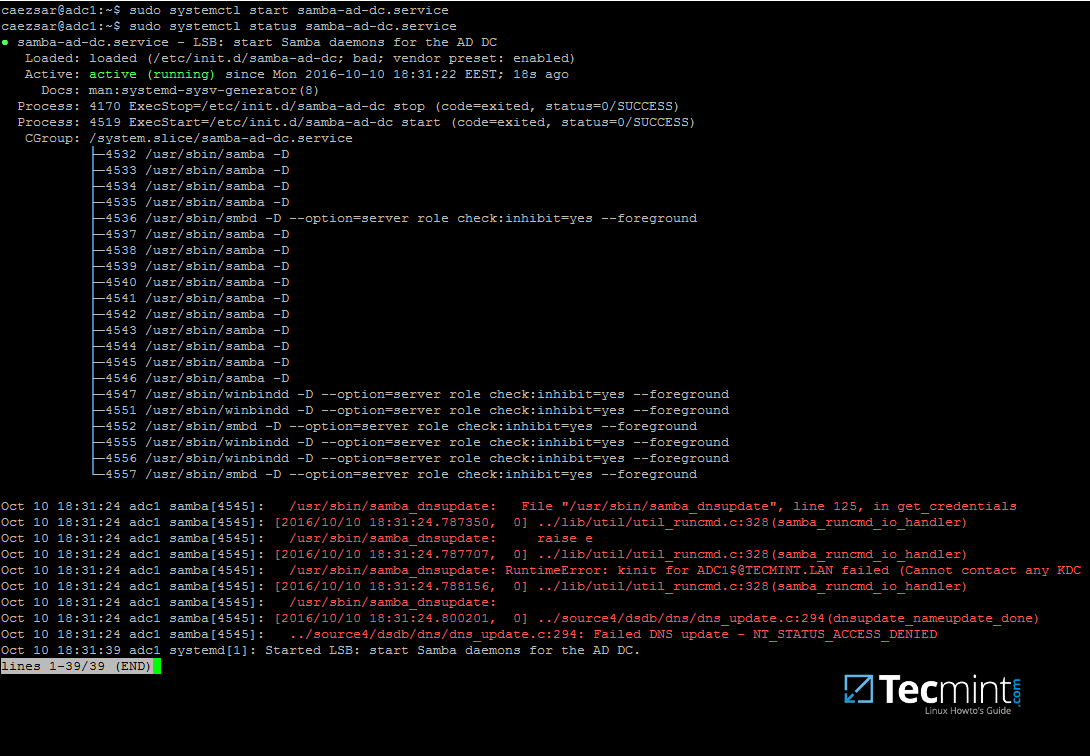 caezsar@adc1:~$ sudo systemctl start samba-ad-dc.service
caezsar@adc1:~$ sudo systemctl status samba-ad-dc.service
● samba-ad-dc.service - LSB: start Samba daemons for the AD DC
   Loaded: loaded (/etc/init.d/samba-ad-dc; bad; vendor preset: enabled)
   Active: active (running) since Mon 2016-10-10 18:31:22 EEST; 18s ago
     Docs: man:systemd-sysv-generator(8)
  Process: 4170 ExecStop=/etc/init.d/samba-ad-dc stop (code=exited, status=0/SUCCESS)
  Process: 4519 ExecStart=/etc/init.d/samba-ad-dc start (code=exited, status=0/SUCCESS)
   CGroup: /system.slice/samba-ad-dc.service
           ├─4532 /usr/sbin/samba -D
           ├─4533 /usr/sbin/samba -D
           ├─4534 /usr/sbin/samba -D
           ├─4535 /usr/sbin/samba -D
           ├─4536 /usr/sbin/smbd -D --option=server role check:inhibit=yes --foreground
           ├─4537 /usr/sbin/samba -D
           ├─4538 /usr/sbin/samba -D
           ├─4539 /usr/sbin/samba -D
           ├─4540 /usr/sbin/samba -D
           ├─4541 /usr/sbin/samba -D
           ├─4542 /usr/sbin/samba -D
           ├─4543 /usr/sbin/samba -D
           ├─4544 /usr/sbin/samba -D
           ├─4545 /usr/sbin/samba -D
           ├─4546 /usr/sbin/samba -D
           ├─4547 /usr/sbin/winbindd -D --option=server role check:inhibit=yes --foreground
           ├─4551 /usr/sbin/winbindd -D --option=server role check:inhibit=yes --foreground
           ├─4552 /usr/sbin/smbd -D --option=server role check:inhibit=yes --foreground
           ├─4555 /usr/sbin/winbindd -D --option=server role check:inhibit=yes --foreground
           ├─4556 /usr/sbin/winbindd -D --option=server role check:inhibit=yes --foreground
           └─4557 /usr/sbin/smbd -D --option=server role check:inhibit=yes --foreground
Oct 10 18:31:24 adc1 samba[4545]:   /usr/sbin/samba_dnsupdate:   File "/usr/sbin/samba_dnsupdate", line 125, in get_credentials
Oct 10 18:31:24 adc1 samba[4545]: [2016/10/10 18:31:24.787350,  0] ../lib/util/util_runcmd.c:328(samba_runcmd_io_handler)
Oct 10 18:31:24 adc1 samba[4545]:   /usr/sbin/samba_dnsupdate:     raise e
Oct 10 18:31:24 adc1 samba[4545]: [2016/10/10 18:31:24.787707,  0] ../lib/util/util_runcmd.c:328(samba_runcmd_io_handler)
Oct 10 18:31:24 adc1 samba[4545]:   /usr/sbin/samba_dnsupdate: RuntimeError: kinit for ADC1$@TECMINT.LAN failed (Cannot contact any KDC
Oct 10 18:31:24 adc1 samba[4545]: [2016/10/10 18:31:24.788156,  0] ../lib/util/util_runcmd.c:328(samba_runcmd_io_handler)
Oct 10 18:31:24 adc1 samba[4545]:   /usr/sbin/samba_dnsupdate:
Oct 10 18:31:24 adc1 samba[4545]: [2016/10/10 18:31:24.800201,  0] ../source4/dsdb/dns/dns_update.c:294(dnsupdate_nameupdate_done)
Oct 10 18:31:24 adc1 samba[4545]:   ../source4/dsdb/dns/dns_update.c:294: Failed DNS update - NT_STATUS_ACCESS_DENIED
Oct 10 18:31:39 adc1 systemd[1]: Started LSB: start Samba daemons for the AD DC.
lines 1-39/39 (END)
Tecmint.com
Linux Howto's Guide